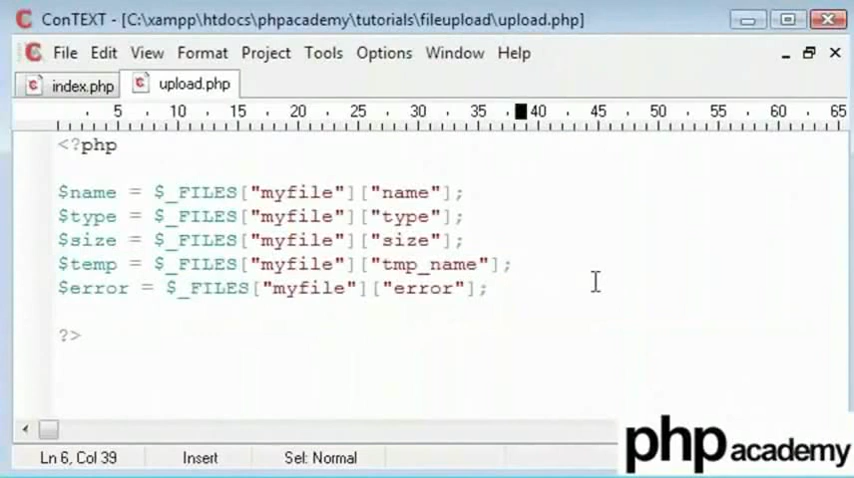 ConTEXT - [C:\xampp\htdocs\phpacademy\tutorials\fileupload\upload.php]
File Edit View Format Project Tools Options Window Help
index.php upload.php
5 10 15 20 25 30 35 40 45 50 55 60 65
<?php
$name = $_FILES["myfile"]["name"];
$type = $_FILES["myfile"]["type"];
$size = $_FILES["myfile"]["size"];
$temp = $_FILES["myfile"]["tmp_name"];
$error = $_FILES["myfile"]["error"];
?>
Ln 6, Col 39 Insert Sel: Normal
php academy